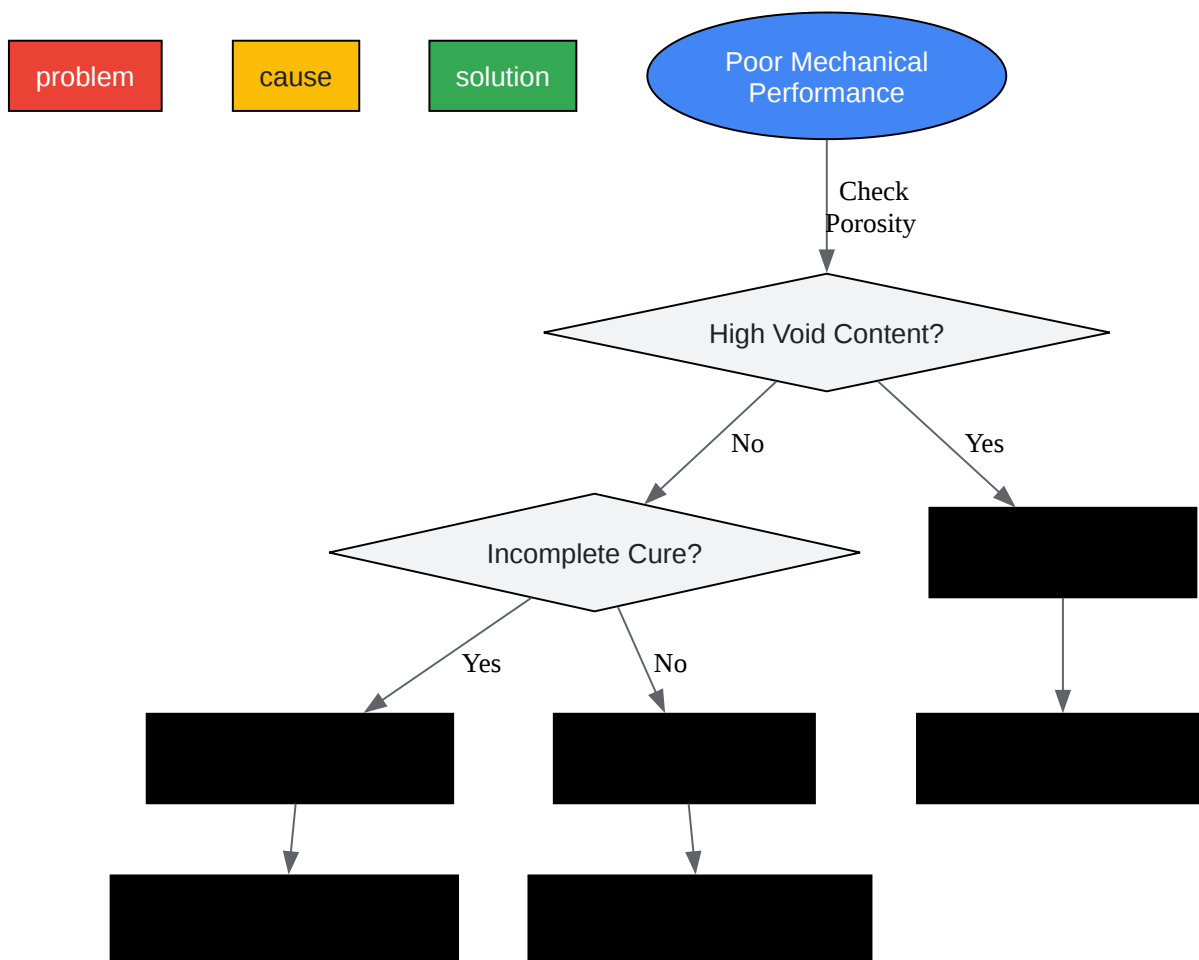 problem
cause
solution
Poor Mechanical
Performance
Check
Porosity
High Void Content?
No
Yes
Incomplete Cure?
Yes
No